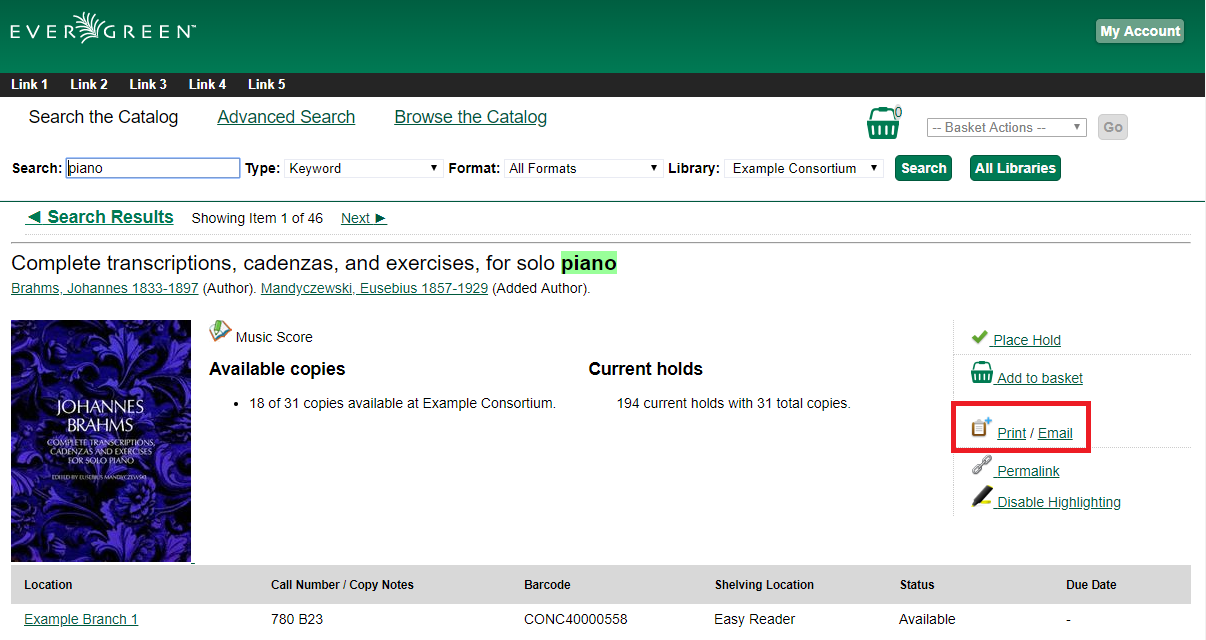 EVERGREEN™
My Account
Link 1 Link 2 Link 3 Link 4 Link 5
Search the Catalog Advanced Search Browse the Catalog 0 -- Basket Actions -- Go
Search: piano Type: Keyword Format: All Formats Library: Example Consortium Search All Libraries
◄ Search Results Showing Item 1 of 46 Next ►
Complete transcriptions, cadenzas, and exercises, for solo piano
Brahms, Johannes 1833-1897 (Author). Mandyczewski, Eusebius 1857-1929 (Added Author).
JOHANNES
BRAHMS
COMPLETE TRANSCRIPTIONS,
CADENZAS AND EXERCISES
FOR SOLO PIANO
EDITED BY EUSEBIUS MANDYCZEWSKI
Music Score
Available copies
• 18 of 31 copies available at Example Consortium.
Current holds
194 current holds with 31 total copies.
Place Hold
Add to basket
Print / Email
Permalink
Disable Highlighting
Location Call Number / Copy Notes Barcode Shelving Location Status Due Date
Example Branch 1 780 B23 CONC40000558 Easy Reader Available -